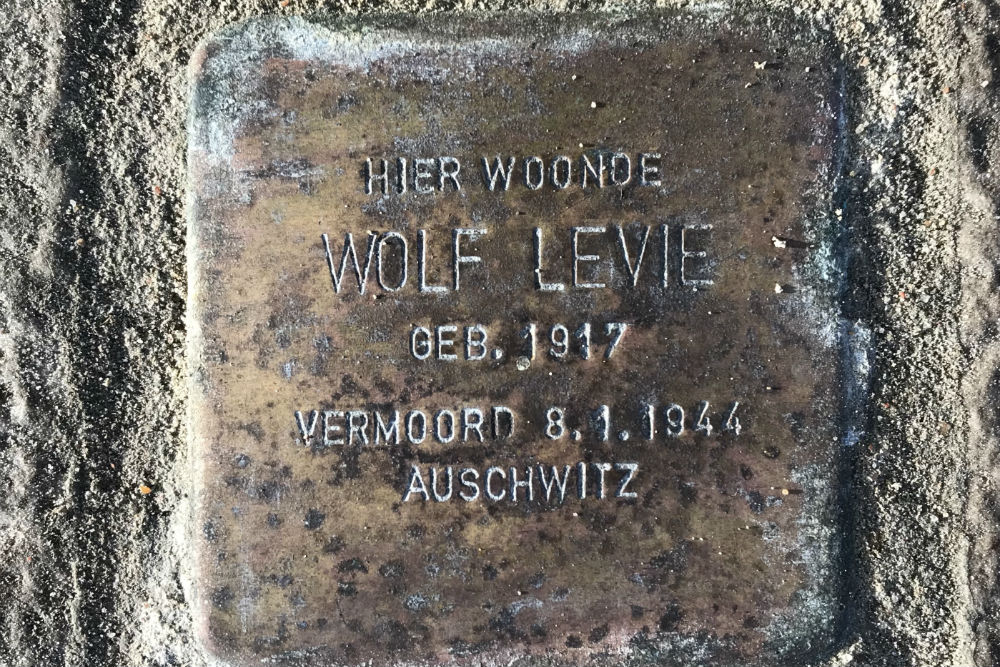 HIER WOONDE
WOLF LEVIE
GEB. 1917
VERMOORD 8.1.1944
AUSCHWITZ